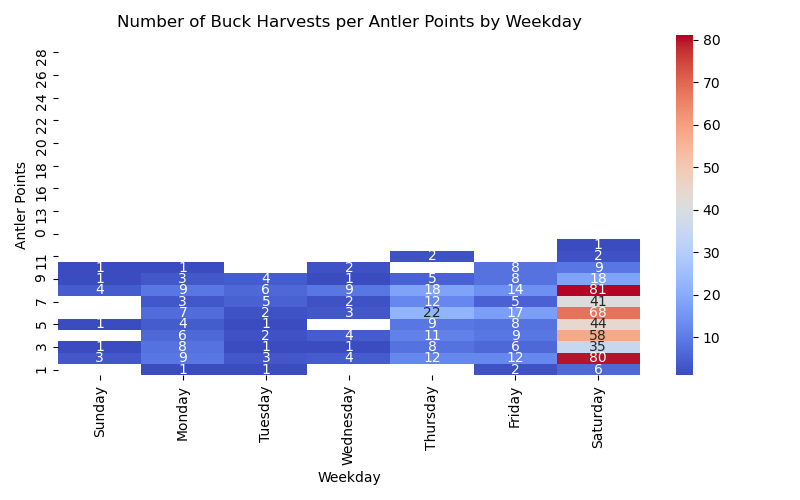 Number of Buck Harvests per Antler Points by Weekday
Antler Points
28
26
24
22
20
18
16
13
0
11
9
7
5
3
1
1
2 2
1 1 2 8 9
1 3 4 1 5 8 18
4 9 6 9 18 14 81
3 5 2 12 5 41
7 2 3 22 17 68
1 4 1 9 8 44
6 2 4 11 9 58
1 8 1 1 8 6 35
3 9 3 4 12 12 80
1 1 2 6
Sunday
Monday
Tuesday
Wednesday
Thursday
Friday
Saturday
Weekday
80
70
60
50
40
30
20
10